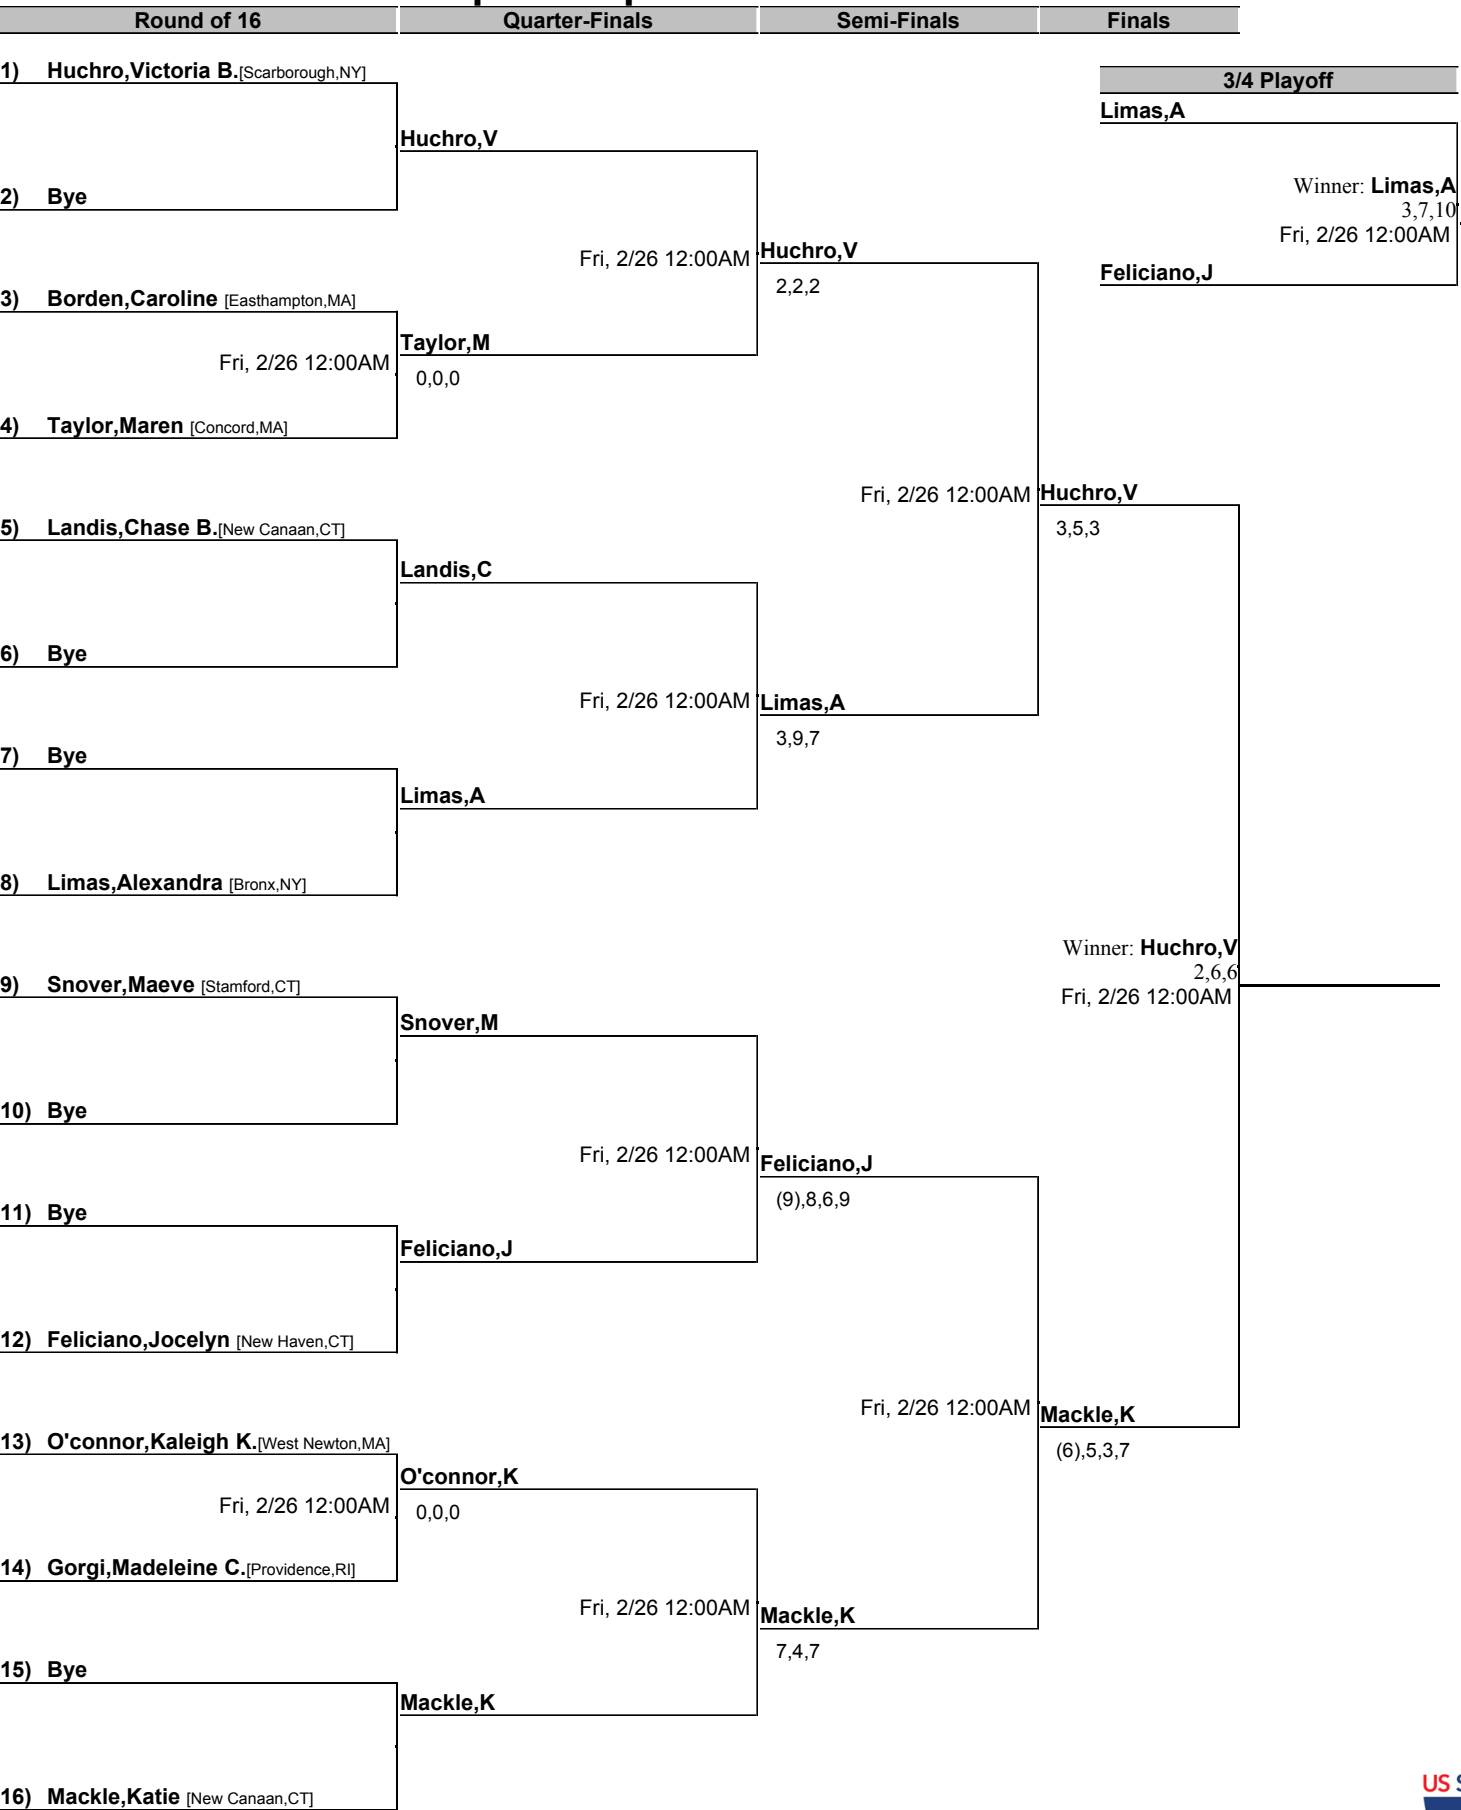 Round of 16
Quarter-Finals
Semi-Finals
Finals
1) Huchro,Victoria B.[Scarborough,NY]
3/4 Playoff
Limas,A
Huchro,V
Winner: Limas,A
2) Bye
3,7,10
Fri, 2/26 12:00AM
Fri, 2/26 12:00AM
Huchro,V
Feliciano,J
2,2,2
3) Borden,Caroline [Easthampton,MA]
Taylor,M
Fri, 2/26 12:00AM
0,0,0
4) Taylor,Maren [Concord,MA]
Fri, 2/26 12:00AM
Huchro,V
5) Landis,Chase B.[New Canaan,CT]
3,5,3
Landis,C
6) Bye
Fri, 2/26 12:00AM
Limas,A
3,9,7
7) Bye
Limas,A
8) Limas,Alexandra [Bronx,NY]
Winner: Huchro,V
2,6,6
Fri, 2/26 12:00AM
9) Snover,Maeve [Stamford,CT]
Snover,M
10) Bye
Fri, 2/26 12:00AM
Feliciano,J
(9),8,6,9
11) Bye
Feliciano,J
12) Feliciano,Jocelyn [New Haven,CT]
Fri, 2/26 12:00AM
Mackle,K
(6),5,3,7
13) O'connor,Kaleigh K.[West Newton,MA]
O'connor,K
Fri, 2/26 12:00AM
0,0,0
14) Gorgi,Madeleine C.[Providence,RI]
Fri, 2/26 12:00AM
Mackle,K
7,4,7
15) Bye
Mackle,K
16) Mackle,Katie [New Canaan,CT]
US